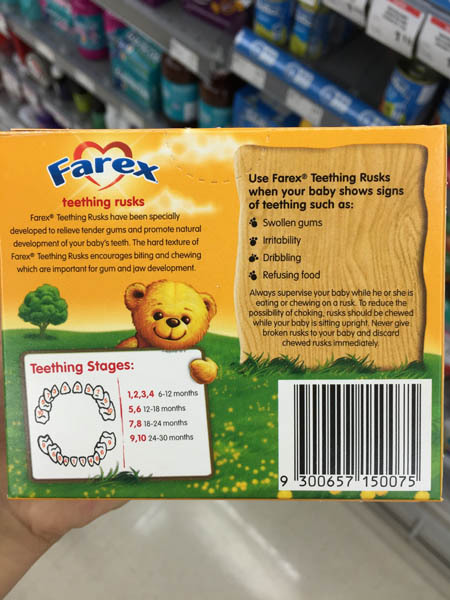 Farex
teething rusks
Farex® Teething Rusks have been specially
developed to relieve tender gums and promote natural
development of your baby's teeth. The hard texture of
Farex® Teething Rusks encourages biting and chewing
which are important for gum and jaw development.
Use Farex® Teething Rusks
when your baby shows signs
of teething such as:
Swollen gums
Irritability
Dribbling
Refusing food
Always supervise your baby while he or she is
eating or chewing on a rusk. To reduce the
possibility of choking, rusks should be chewed
while your baby is sitting upright. Never give
broken rusks to your baby and discard
chewed rusks immediately.
Teething Stages:
1,2,3,4 6-12 months
5,6 12-18 months
7,8 18-24 months
9,10 24-30 months
9 300657 150075